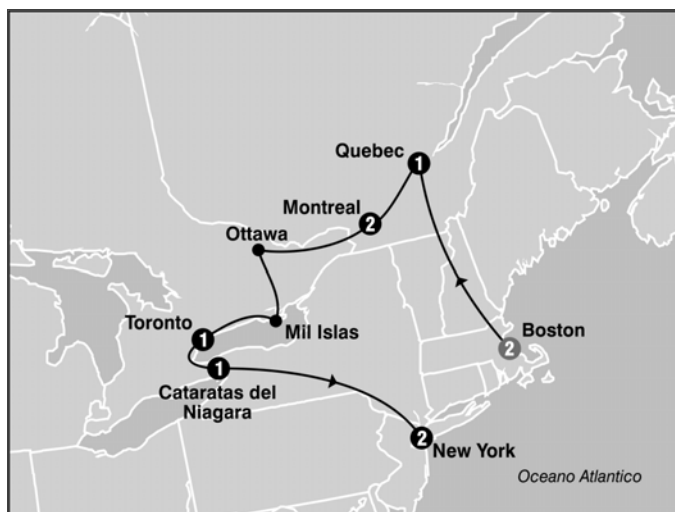 Quebec 1
Montreal 2
Ottawa
Toronto 1
Mil Islas
2 Boston
1
Cataratas del
Niagara
2 New York
Oceano Atlantico